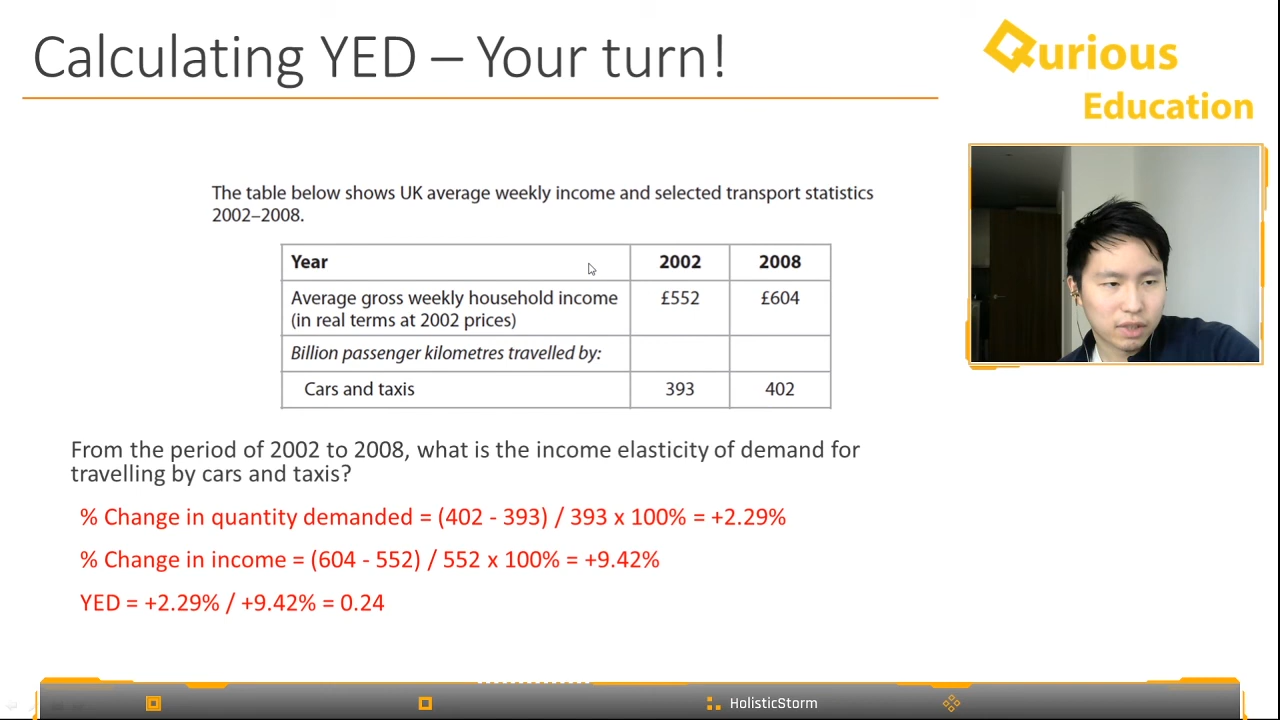 Calculating YED – Your turn!
Qurious
Education
The table below shows UK average weekly income and selected transport statistics
2002–2008.
Year 2002 2008
Average gross weekly household income £552 £604
(in real terms at 2002 prices)
Billion passenger kilometres travelled by:
Cars and taxis 393 402
From the period of 2002 to 2008, what is the income elasticity of demand for
travelling by cars and taxis?
% Change in quantity demanded = (402 - 393) / 393 x 100% = +2.29%
% Change in income = (604 - 552) / 552 x 100% = +9.42%
YED = +2.29% / +9.42% = 0.24
HolisticStorm